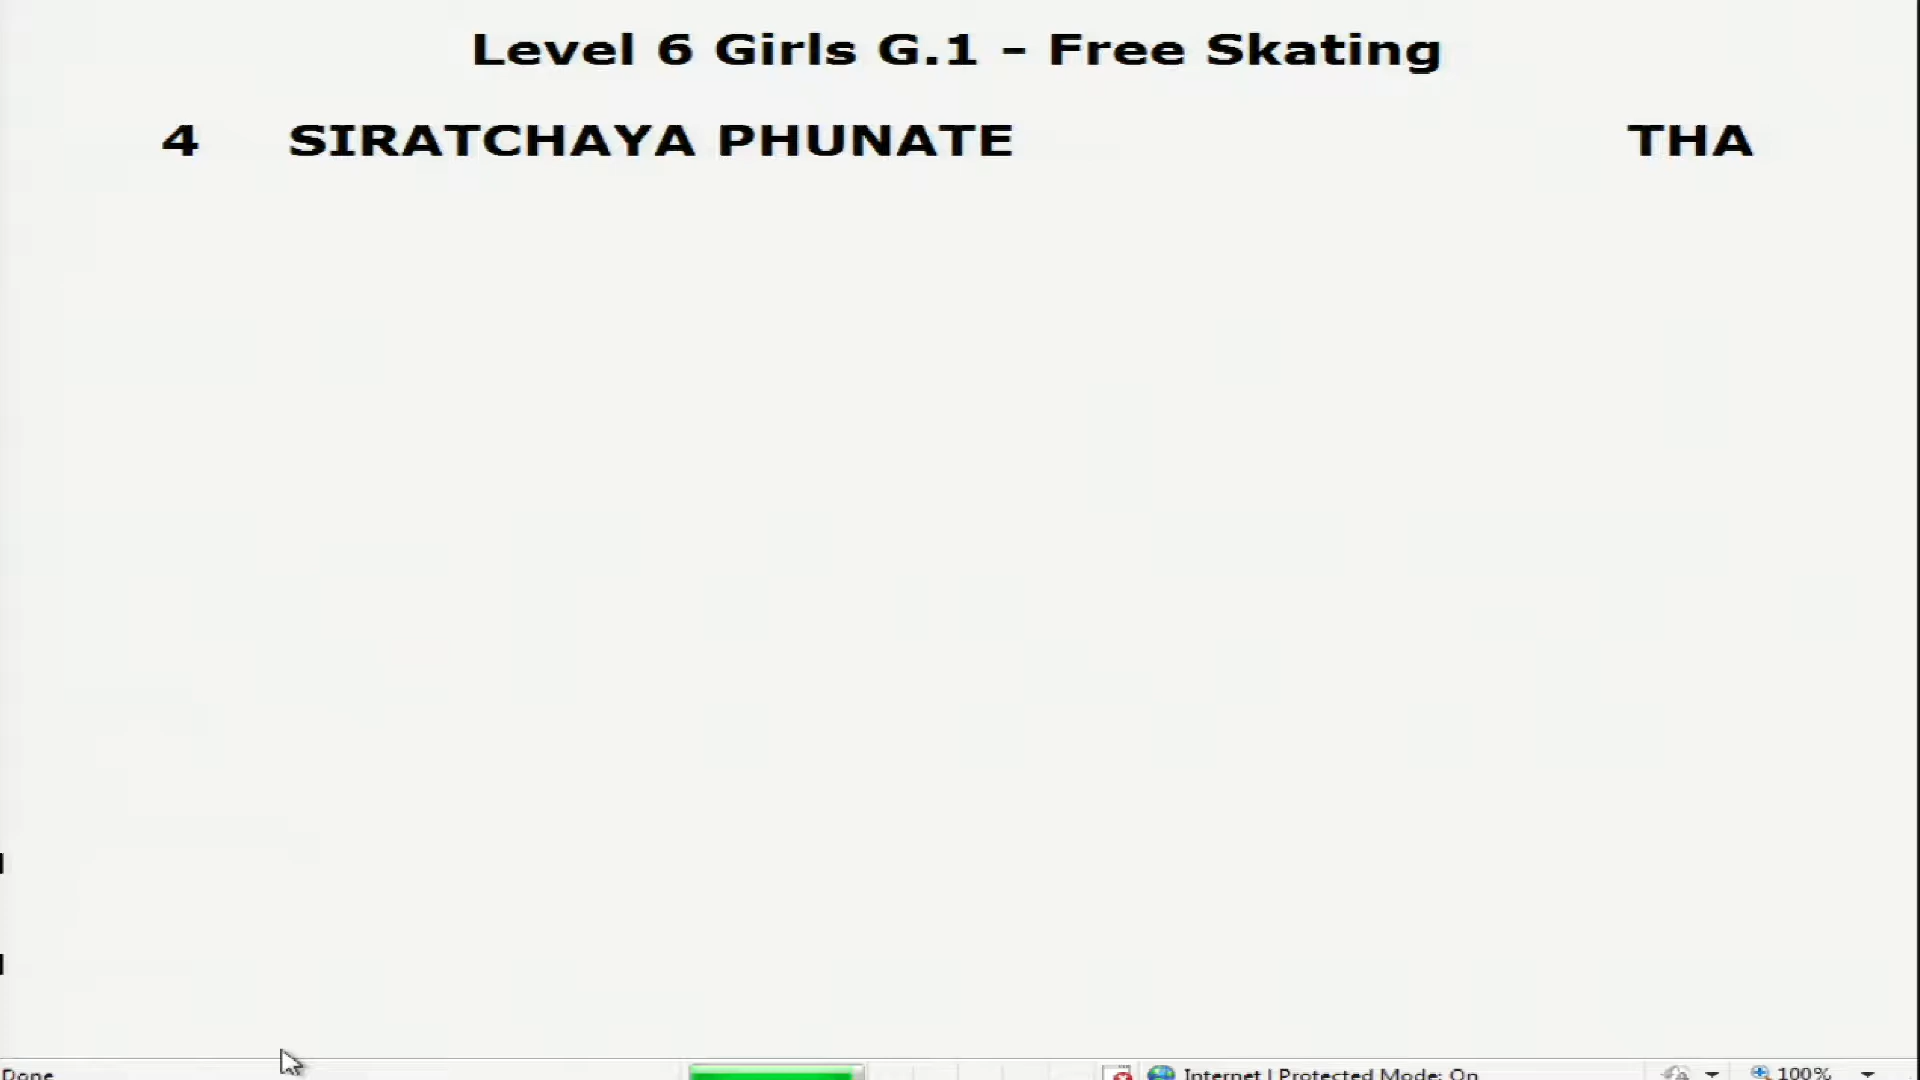 Level 6 Girls G.1 - Free Skating
4 SIRATCHAYA PHUNATE THA
Done Internet | Protected Mode: On 100%